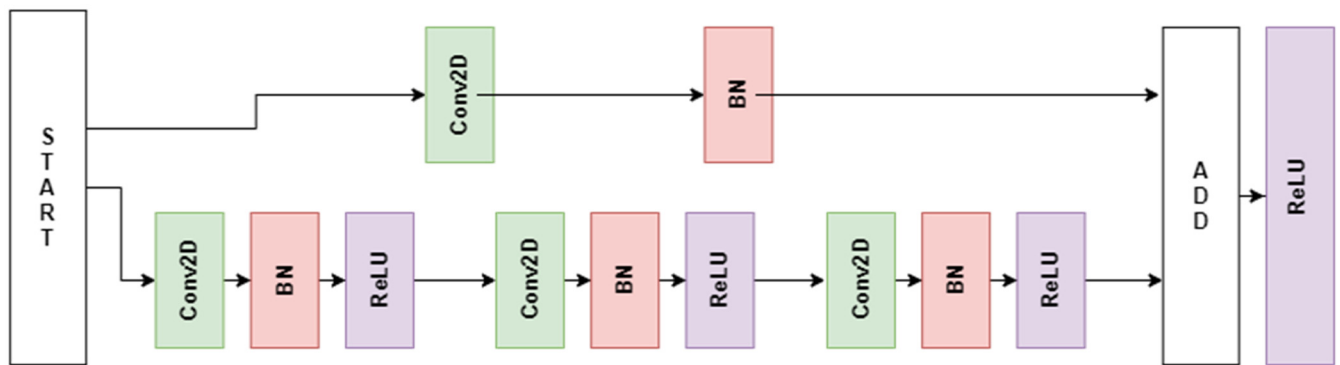 START
Conv2D
BN
Conv2D
BN
ReLU
Conv2D
BN
ReLU
Conv2D
BN
ReLU
ADD
ReLU